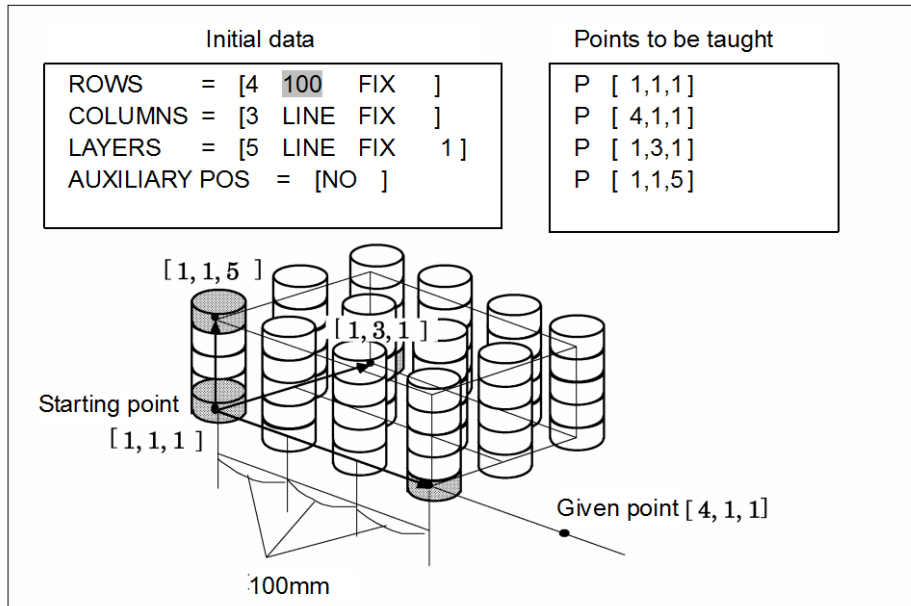 Initial data
ROWS = [4 100 FIX ]
COLUMNS = [3 LINE FIX ]
LAYERS = [5 LINE FIX 1 ]
AUXILIARY POS = [NO ]
Points to be taught
P [ 1,1,1]
P [ 4,1,1]
P [ 1,3,1]
P [ 1,1,5]
[ 1, 1, 5 ]
[ 1, 3, 1 ]
Starting point
[ 1, 1, 1 ]
Given point [ 4, 1, 1]
100mm